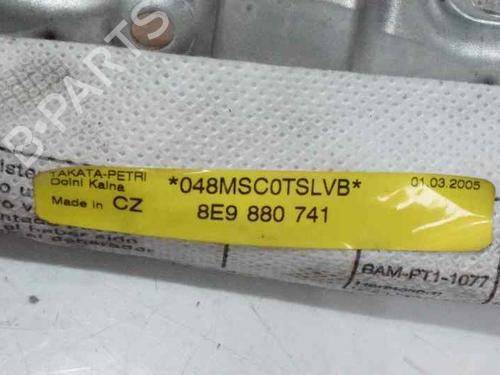 B-PARTS
TAKATA-PETRI
Dolni Kalna
Made in CZ
*048MSC0TSLVB*
8E9 880 741
01.03.2005
BAM-PT1-1077